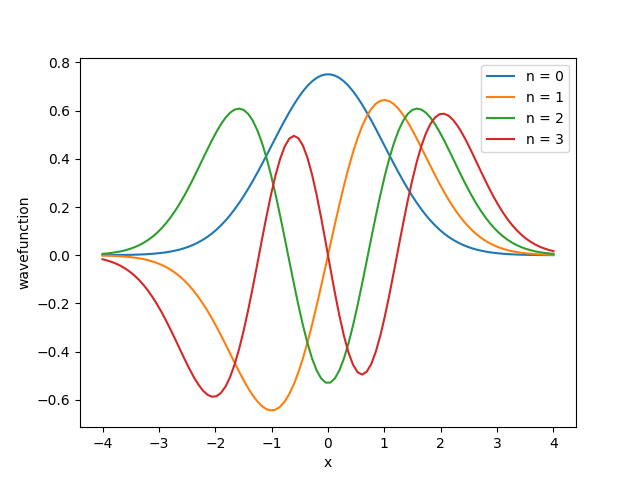 0.8
0.6
0.4
0.2
0.0
−0.2
−0.4
−0.6
wavefunction
n = 0
n = 1
n = 2
n = 3
−4 −3 −2 −1 0 1 2 3 4
x